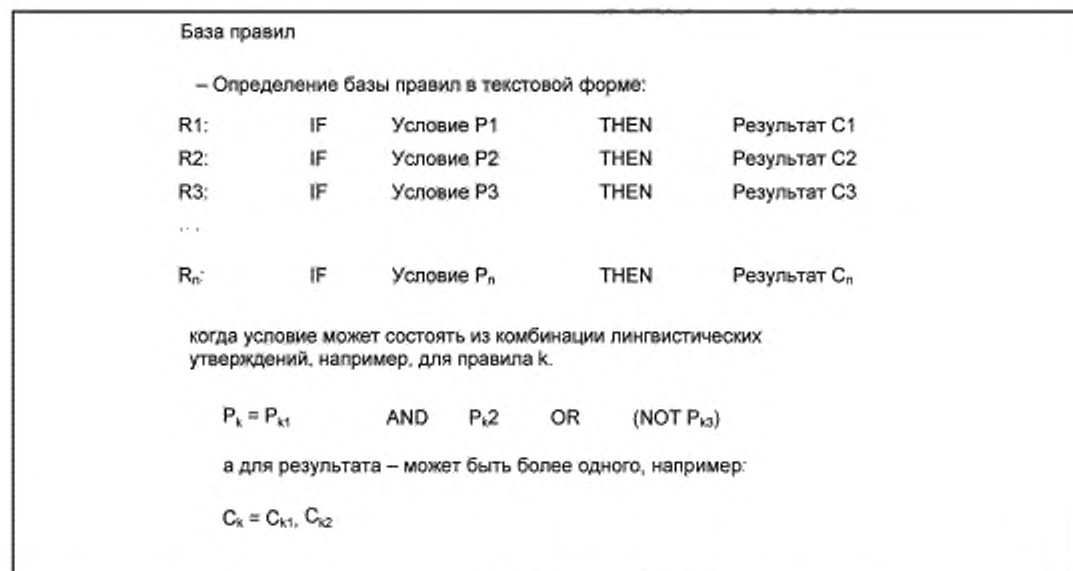 База правил
– Определение базы правил в текстовой форме:
R1: IF Условие P1 THEN Результат C1
R2: IF Условие P2 THEN Результат C2
R3: IF Условие P3 THEN Результат C3
. . .
Rₙ: IF Условие Pₙ THEN Результат Cₙ
когда условие может состоять из комбинации лингвистических
утверждений, например, для правила k.
Pₖ = Pₖ₁ AND Pₖ2 OR (NOT Pₖ₃)
а для результата – может быть более одного, например:
Cₖ = Cₖ₁, Cₖ₂